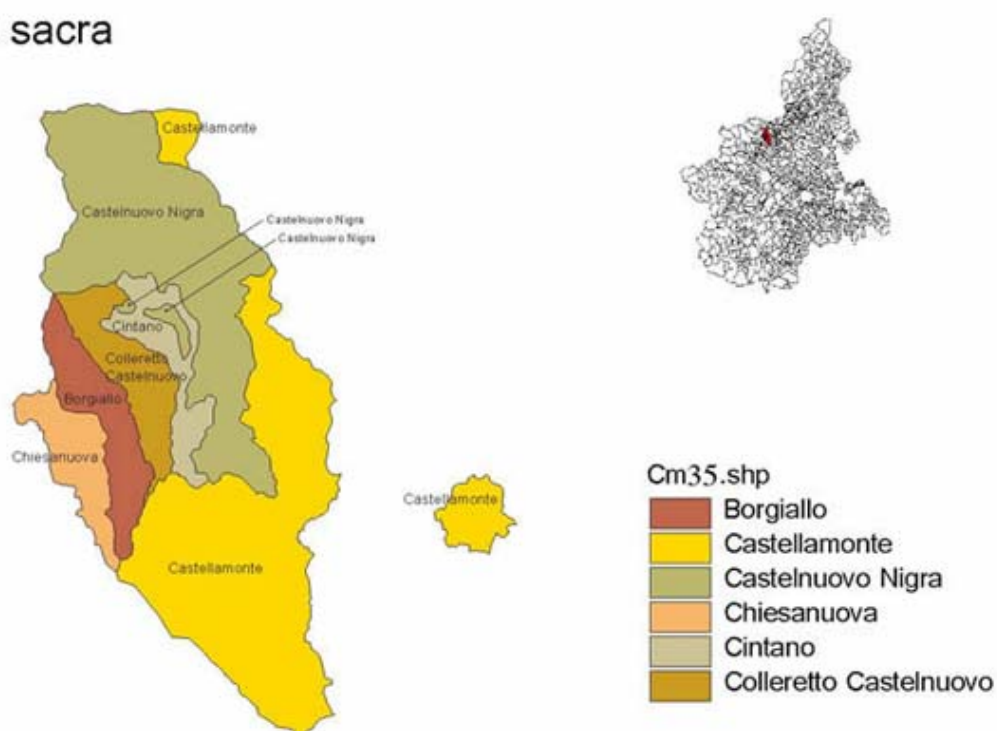 sacra
Castellamonte
Castelnuovo Nigra
Castelnuovo Nigra
Castelnuovo Nigra
Cintano
Colleretto
Castelnuovo
Borgiallo
Chiesanuova
Castellamonte
Castellamonte
Cm35.shp
Borgiallo
Castellamonte
Castelnuovo Nigra
Chiesanuova
Cintano
Colleretto Castelnuovo